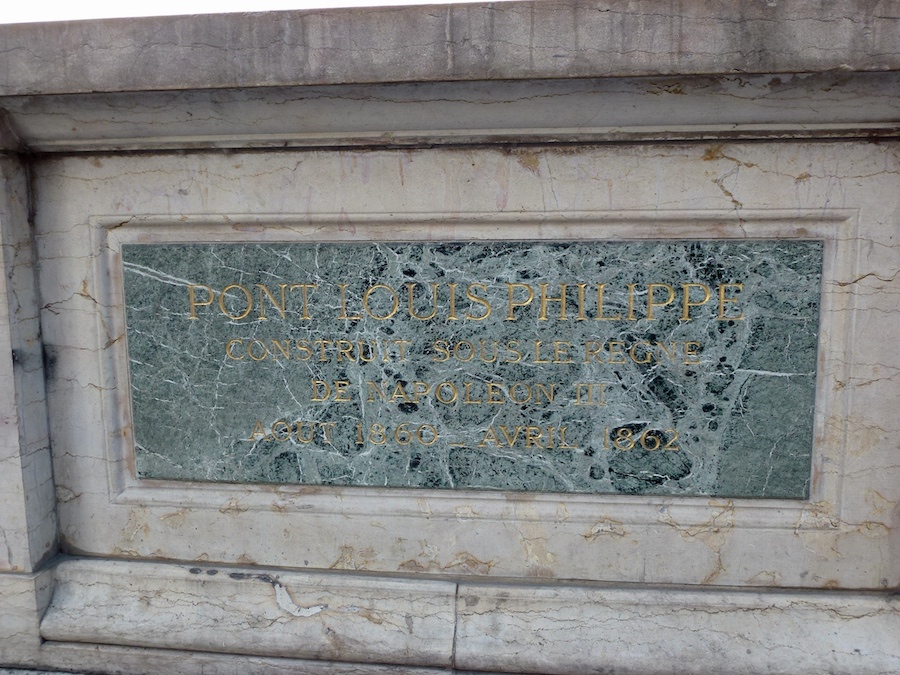 PONT LOUIS PHILIPPE
CONSTRUIT SOUS LE REGNE
DE NAPOLEON III
AOUT 1860 _ AVRIL 1862